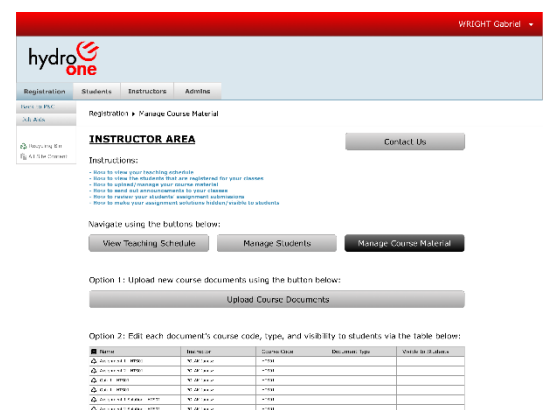 WRIGHT Gabriel
hydro
one
Registration Students Instructors Admins
Registration ▸ Manage Course Material
INSTRUCTOR AREA
Contact Us
Recycling Bin
All Site Content
Instructions:
- How to view your teaching schedule
- How to view the students that are registered for your classes
- How to upload/manage your course material
- How to send out announcements to your classes
- How to review your students' assignment submissions
- How to make your assignment solutions hidden/visible to students
Navigate using the buttons below:
View Teaching Schedule Manage Students Manage Course Material
Option 1: Upload new course documents using the button below:
Upload Course Documents
Option 2: Edit each document's course code, type, and visibility to students via the table below:
Name Instructor Course Code Document Type Visible to Students